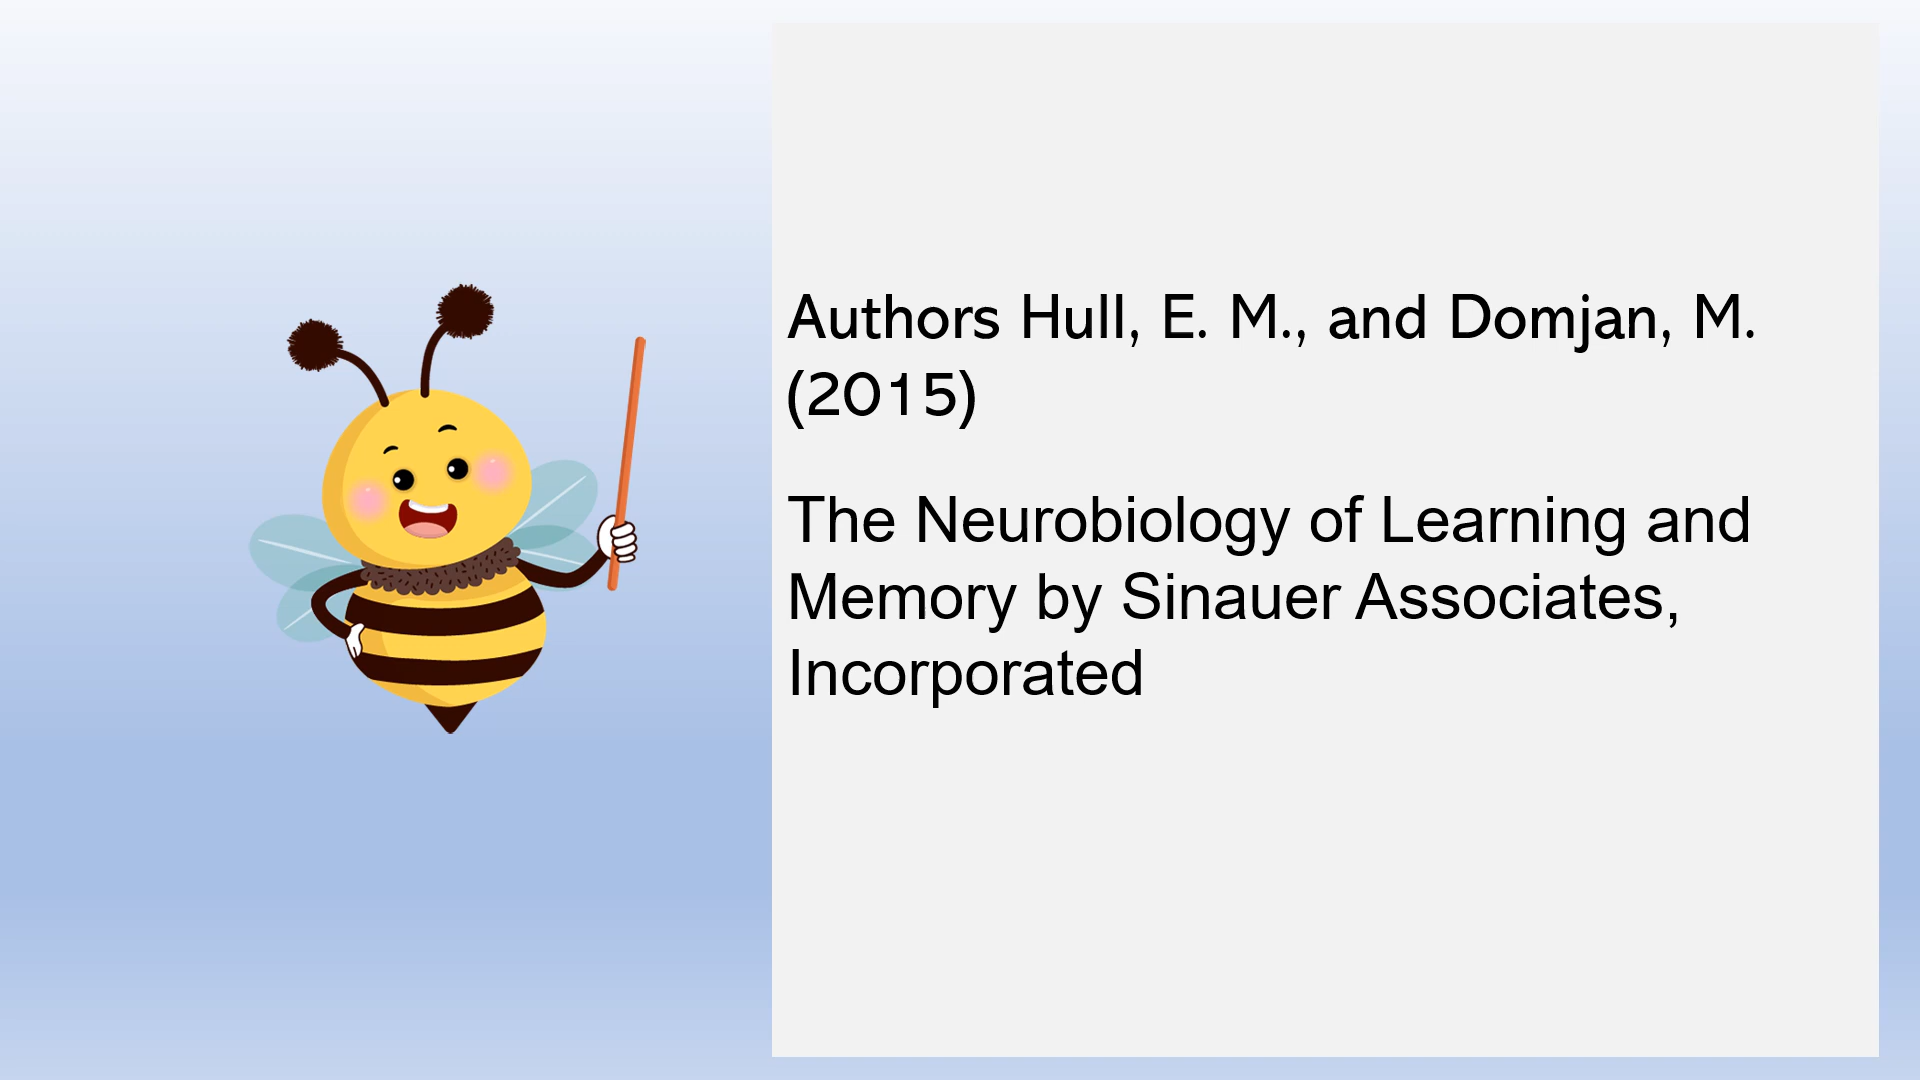 Authors Hull, E. M., and Domjan, M.
(2015)
The Neurobiology of Learning and
Memory by Sinauer Associates,
Incorporated